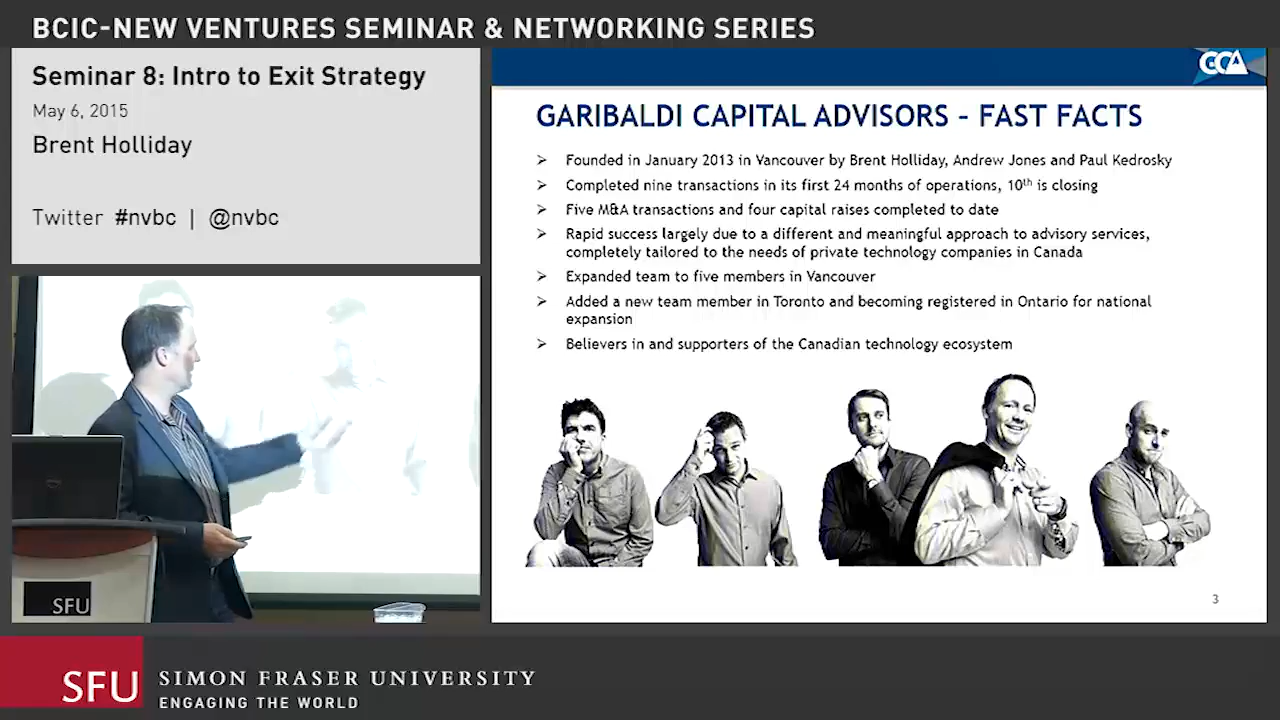 BCIC-NEW VENTURES SEMINAR & NETWORKING SERIES
Seminar 8: Intro to Exit Strategy
May 6, 2015
Brent Holliday
Twitter #nvbc | @nvbc
GCA
GARIBALDI CAPITAL ADVISORS – FAST FACTS
➢ Founded in January 2013 in Vancouver by Brent Holliday, Andrew Jones and Paul Kedrosky
➢ Completed nine transactions in its first 24 months of operations, 10th is closing
➢ Five M&A transactions and four capital raises completed to date
➢ Rapid success largely due to a different and meaningful approach to advisory services,
completely tailored to the needs of private technology companies in Canada
➢ Expanded team to five members in Vancouver
➢ Added a new team member in Toronto and becoming registered in Ontario for national
expansion
➢ Believers in and supporters of the Canadian technology ecosystem
3
SFU
SFU
SIMON FRASER UNIVERSITY
ENGAGING THE WORLD